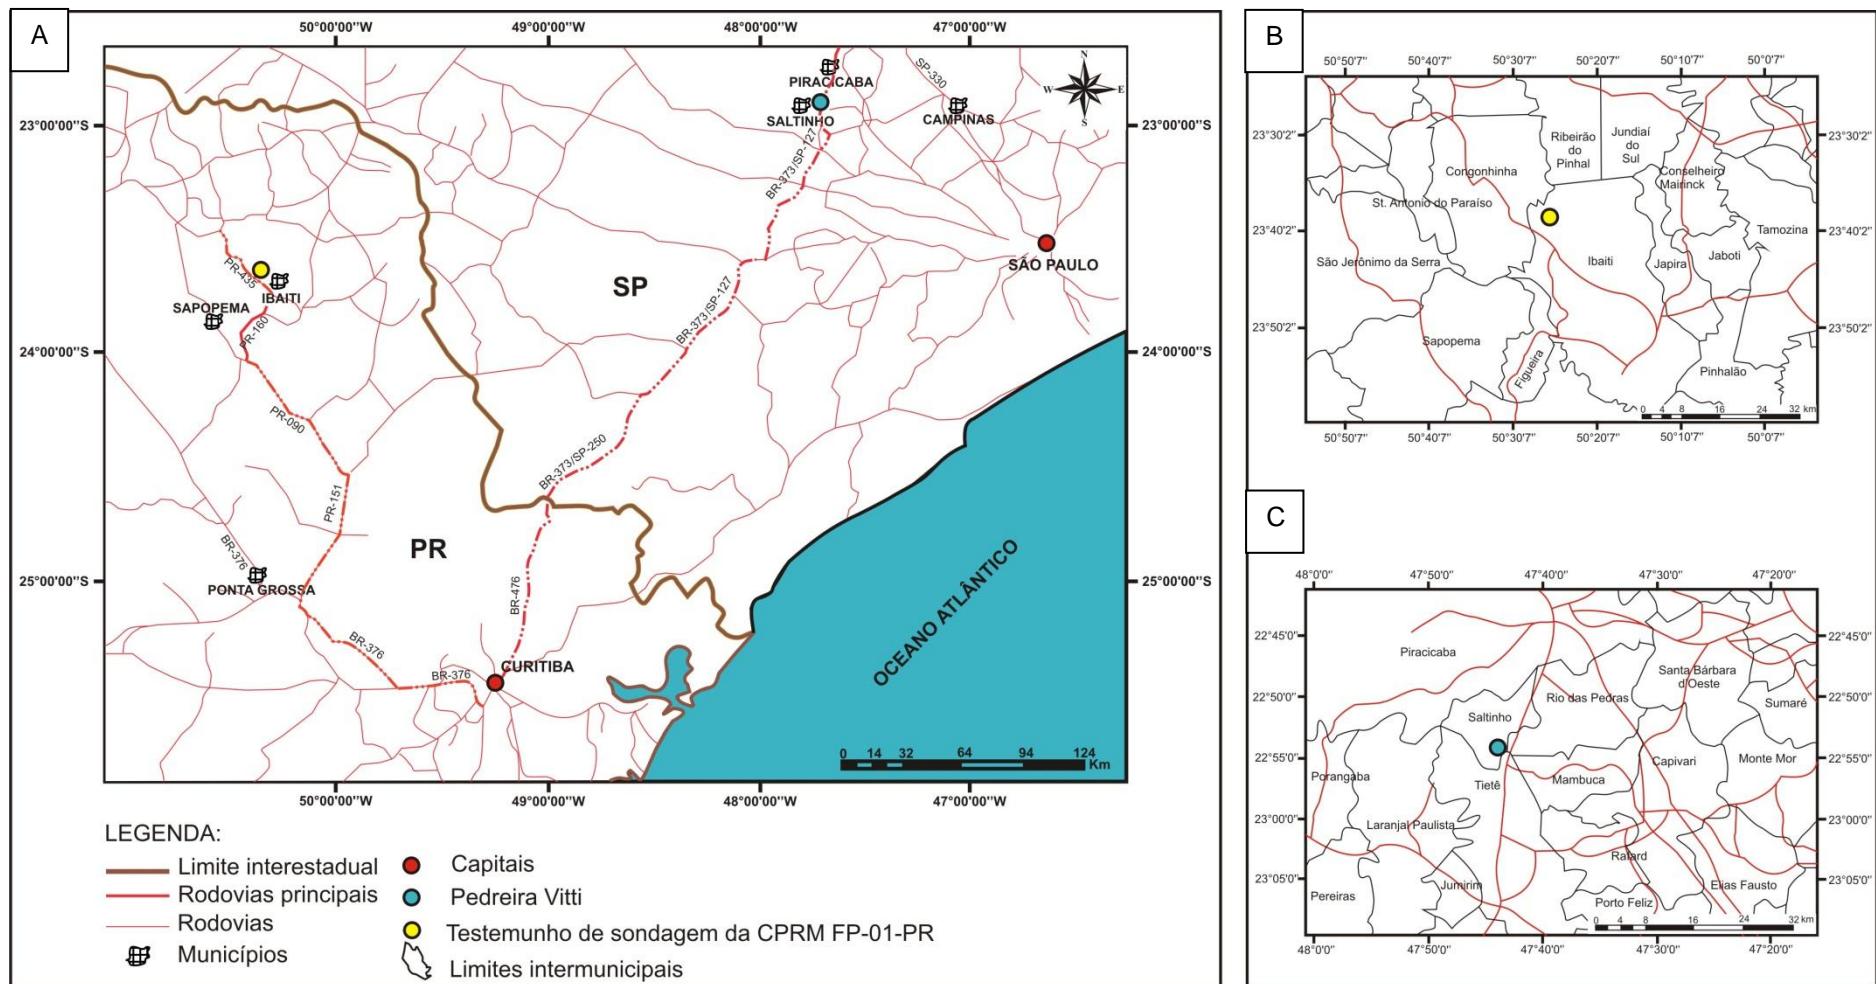 A
50°00'00''W
49°00'00''W
48°00'00''W
47°00'00''W
N
W
E
S
PIRACICABA
SP-330
SALTINHO
CAMPINAS
23°00'00''S
23°00'00''S
BR-373/SP-127
SÃO PAULO
PR-435
IBAITI
SAPOPEMA
PR-160
SP
BR-373/SP-127
24°00'00''S
24°00'00''S
PR-090
BR-373/SP-250
PR-151
BR-376
PR
PONTA GROSSA
25°00'00''S
25°00'00''S
BR-476
OCEANO ATLÂNTICO
BR-376
BR-376
CURITIBA
0 14 32 64 94 124
Km
50°00'00''W
49°00'00''W
48°00'00''W
47°00'00''W
LEGENDA:
Limite interestadual
Rodovias principais
Rodovias
Municípios
Capitais
Pedreira Vitti
Testemunho de sondagem da CPRM FP-01-PR
Limites intermunicipais
B
50°50'7''
50°40'7''
50°30'7''
50°20'7''
50°10'7''
50°0'7''
23°30'2''
23°30'2''
Ribeirão
do
Pinhal
Jundiaí
do
Sul
Congonhinha
Conselheiro
Mairinck
St. Antonio do Paraíso
23°40'2''
23°40'2''
Tamozina
São Jerônimo da Serra
Ibaiti
Japira
Jaboti
23°50'2''
23°50'2''
Sapopema
Figueira
Pinhalão
0 4 8 16 24 32 km
50°50'7''
50°40'7''
50°30'7''
50°20'7''
50°10'7''
50°0'7''
C
48°0'0''
47°50'0''
47°40'0''
47°30'0''
47°20'0''
22°45'0''
22°45'0''
Piracicaba
Santa Bárbara
d'Oeste
22°50'0''
22°50'0''
Rio das Pedras
Sumaré
Saltinho
22°55'0''
22°55'0''
Capivari
Monte Mor
Porangaba
Tietê
Mambuca
23°00'0''
23°00'0''
Laranjal Paulista
Rafard
23°05'0''
23°05'0''
Jumirim
Elias Fausto
Pereiras
Porto Feliz
0 4 8 16 24 32 km
48°0'0''
47°50'0''
47°40'0''
47°30'0''
47°20'0''